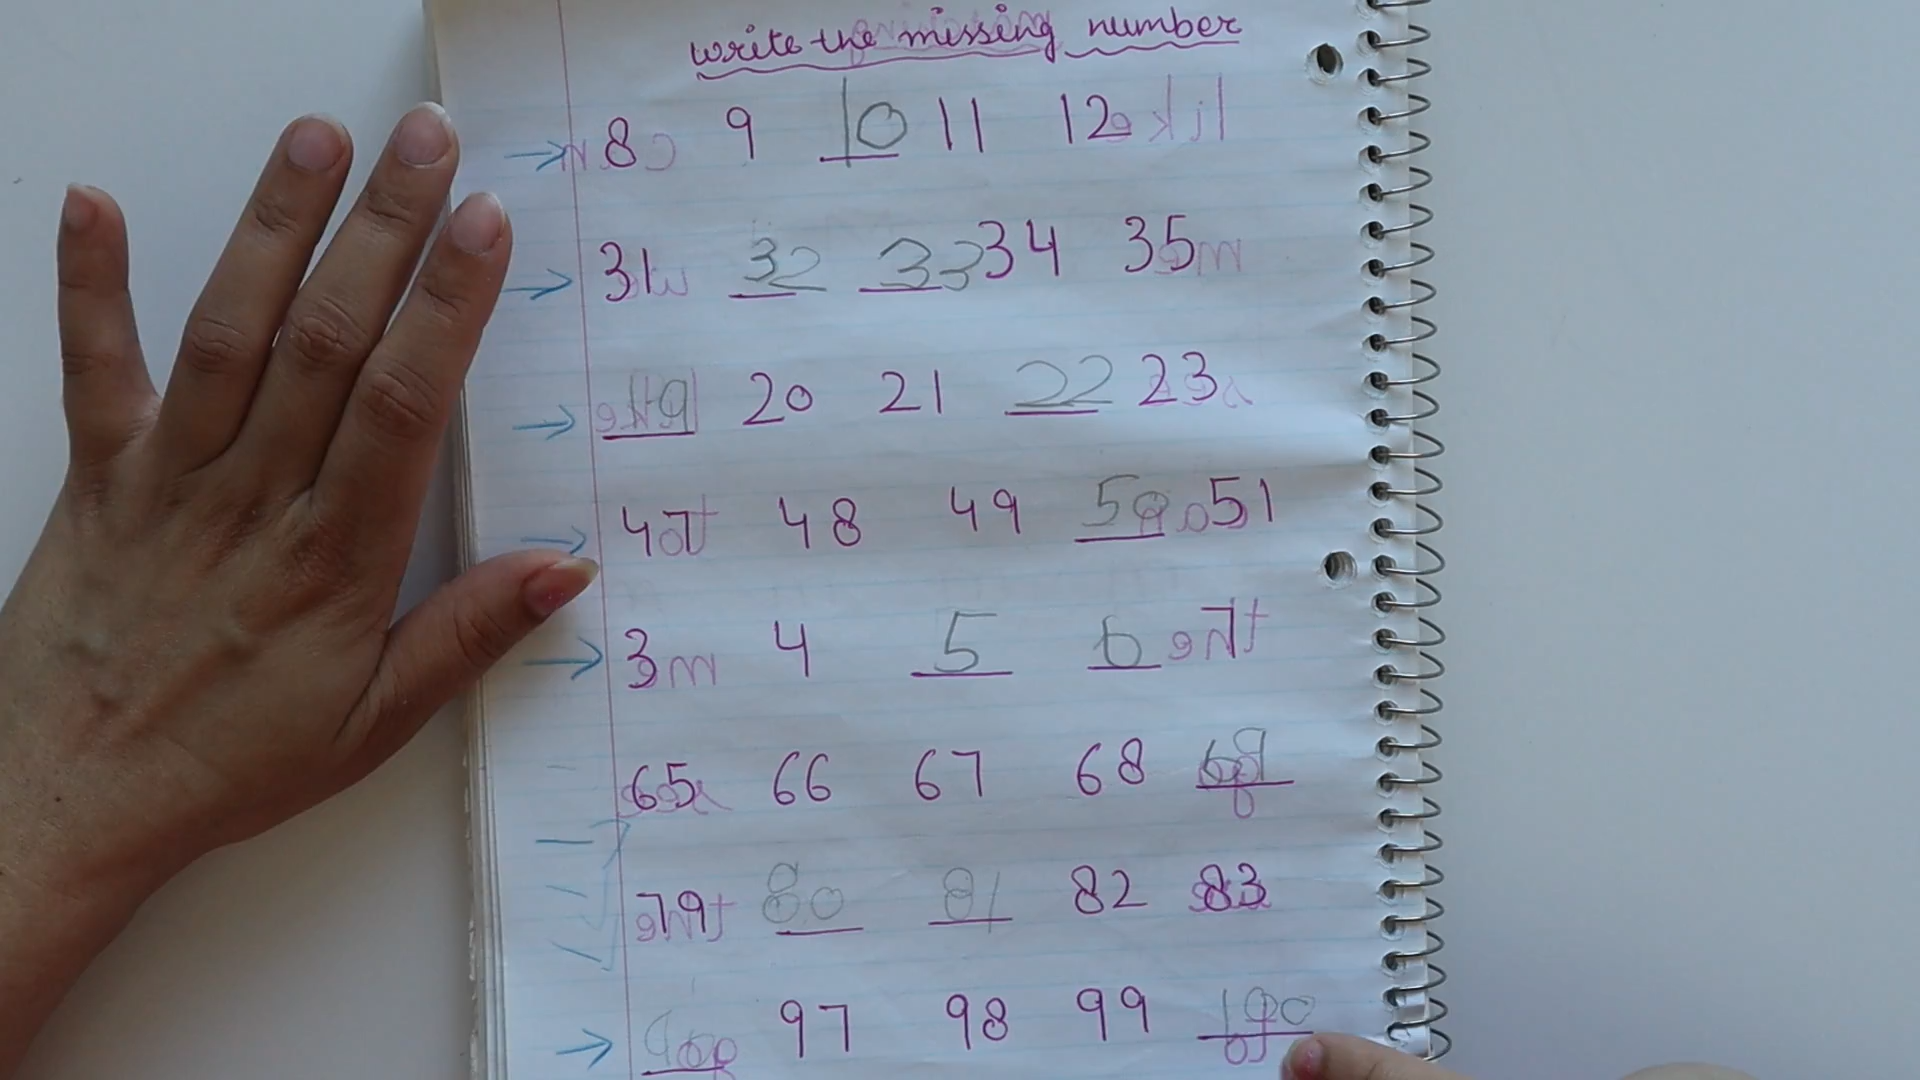 write the missing number
8 9 10 11 12
31 32 33 34 35
19 20 21 22 23
47 48 49 50 51
3 4 5 6 7
65 66 67 68 69
79 80 81 82 83
97 98 99 100